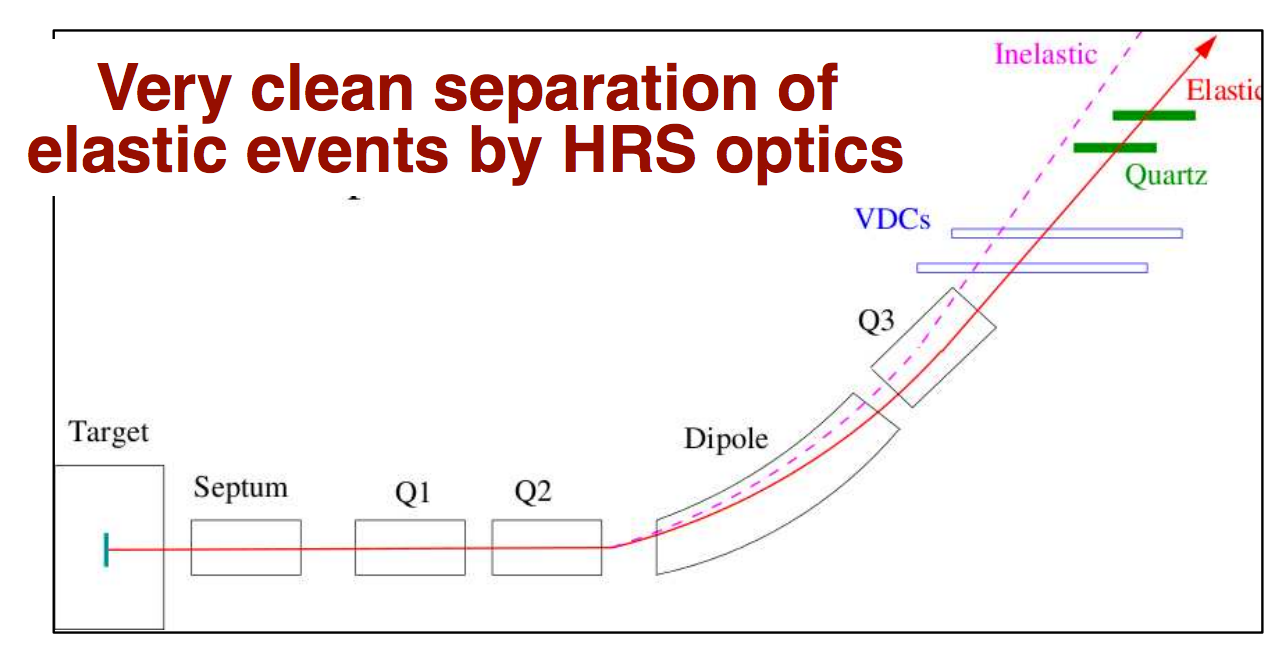 Very clean separation of
elastic events by HRS optics
Inelastic
Elastic
Quartz
VDCs
Q3
Dipole
Target
Septum
Q1
Q2